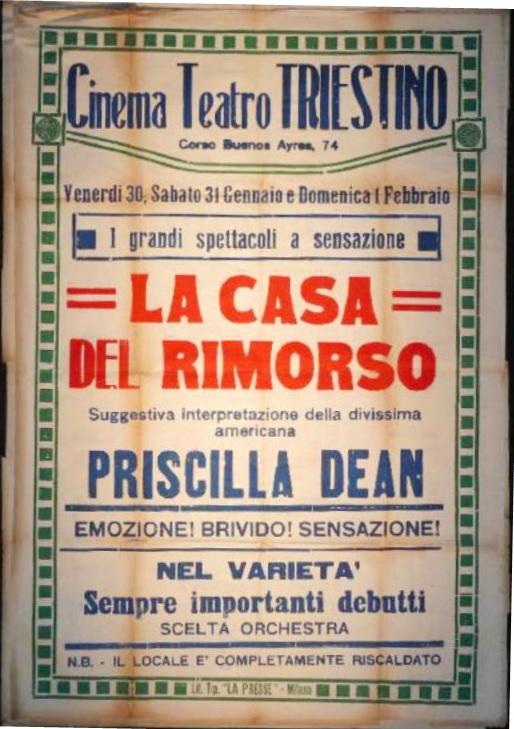 Cinema Teatro TRIESTINO
Corso Buenos Ayres, 74
Venerdi 30, Sabato 31 Gennaio e Domenica 1 Febbraio
I grandi spettacoli a sensazione
= LA CASA =
DEL RIMORSO
Suggestiva interpretazione della divissima
americana
PRISCILLA DEAN
EMOZIONE! BRIVIDO! SENSAZIONE!
NEL VARIETA'
Sempre importanti debutti
SCELTA ORCHESTRA
N.B. - IL LOCALE E' COMPLETAMENTE RISCALDATO
Lit. Tip. "LA PRESSE" - Milano